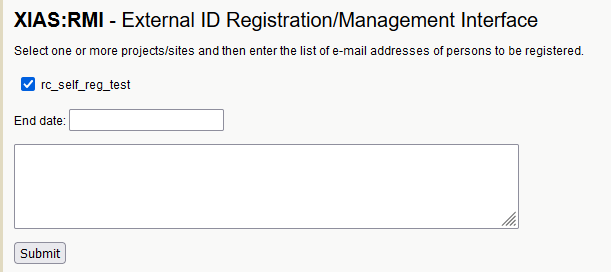 XIAS:RMI - External ID Registration/Management Interface
Select one or more projects/sites and then enter the list of e-mail addresses of persons to be registered.
rc_self_reg_test
End date:
Submit